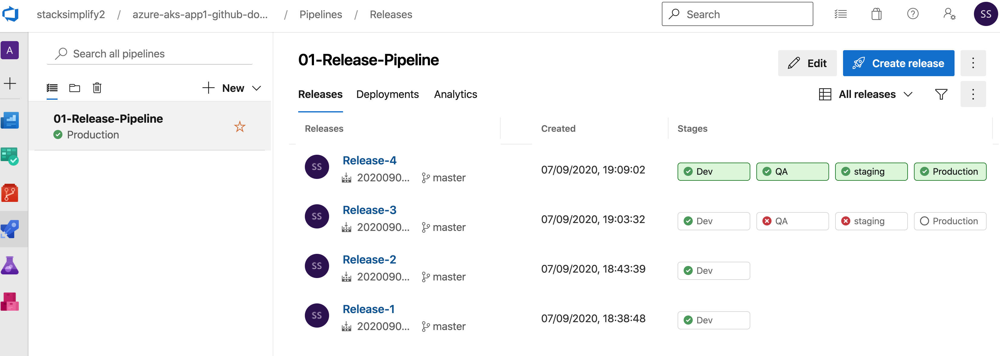 stacksimplify2 / azure-aks-app1-github-do... / Pipelines / Releases
Search
SS
A
Search all pipelines
New
01-Release-Pipeline
Production
01-Release-Pipeline
Edit
Create release
Releases Deployments Analytics
All releases
Releases Created Stages
SS Release-4
2020090... master
07/09/2020, 19:09:02
Dev QA staging Production
SS Release-3
2020090... master
07/09/2020, 19:03:32
Dev QA staging Production
SS Release-2
2020090... master
07/09/2020, 18:43:39
Dev
SS Release-1
2020090... master
07/09/2020, 18:38:48
Dev